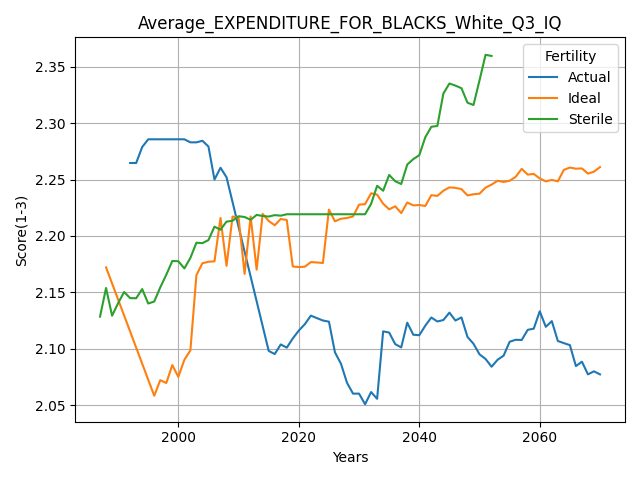 Average_EXPENDITURE_FOR_BLACKS_White_Q3_IQ
Fertility
Actual
Ideal
Sterile
Score(1-3)
2.35
2.30
2.25
2.20
2.15
2.10
2.05
2000
2020
2040
2060
Years